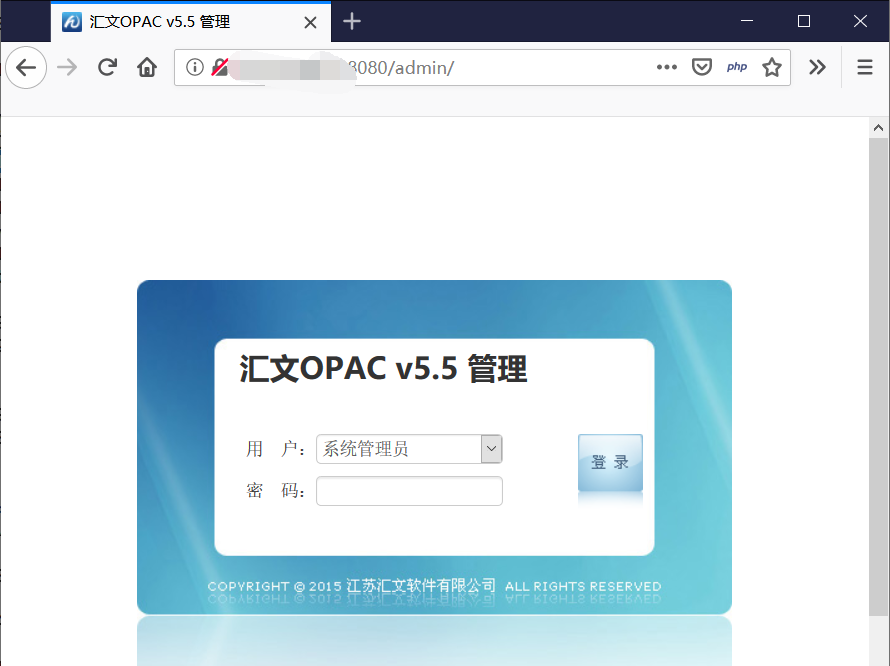 汇文OPAC v5.5 管理
8080/admin/
php
汇文OPAC v5.5 管理
用 户： 系统管理员
密 码：
登 录
COPYRIGHT @ 2015 江苏汇文软件有限公司 ALL RIGHTS RESERVED